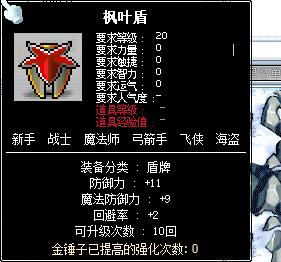 枫叶盾
要求等级： 20
要求力量： 0
要求敏捷： 0
要求智力： 0
要求运气： 0
要求人气度： -
道具等级： -
道具经验值： -
新手 战士 魔法师 弓箭手 飞侠 海盗
装备分类 : 盾牌
防御力 : +11
魔法防御力 : +9
回避率 : +2
可升级次数 : 10回
金锤子已提高的强化次数: 0